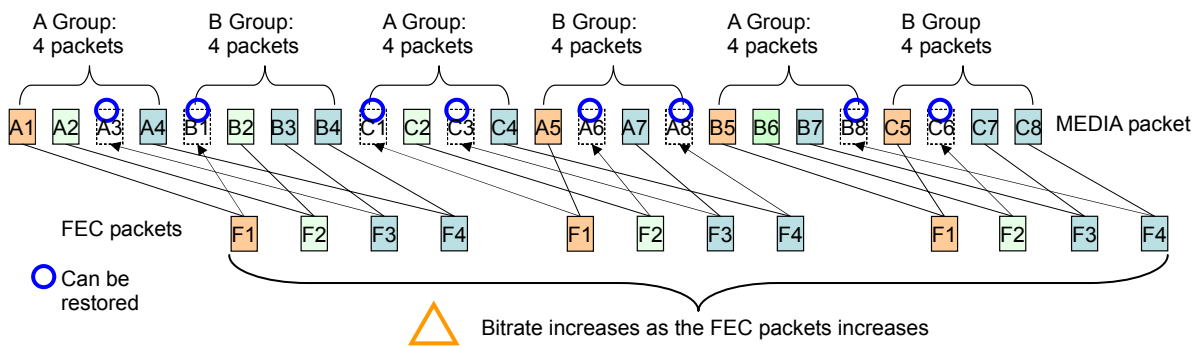 A Group:
4 packets
B Group:
4 packets
A Group:
4 packets
B Group:
4 packets
A Group:
4 packets
B Group
4 packets
A1 A2 A3 A4 B1 B2 B3 B4 C1 C2 C3 C4 A5 A6 A7 A8 B5 B6 B7 B8 C5 C6 C7 C8 MEDIA packet
FEC packets F1 F2 F3 F4 F1 F2 F3 F4 F1 F2 F3 F4
Can be
restored
Bitrate increases as the FEC packets increases